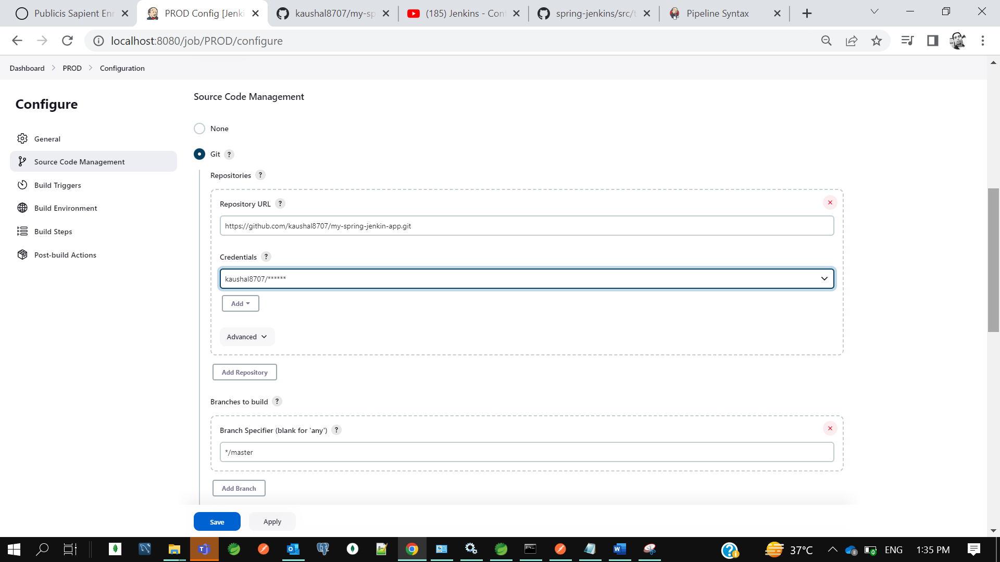 Publicis Sapient Enr
PROD Config [Jenki
kaushal8707/my-sp
(185) Jenkins - Con
spring-jenkins/src/t
Pipeline Syntax
localhost:8080/job/PROD/configure
Dashboard
PROD
Configuration
Configure
General
Source Code Management
Build Triggers
Build Environment
Build Steps
Post-build Actions
Source Code Management
None
Git ?
Repositories ?
Repository URL ?
https://github.com/kaushal8707/my-spring-jenkin-app.git
Credentials ?
kaushal8707/******
Add
Advanced
Add Repository
Branches to build ?
Branch Specifier (blank for 'any') ?
*/master
Add Branch
Save
Apply
37°C
ENG
1:35 PM